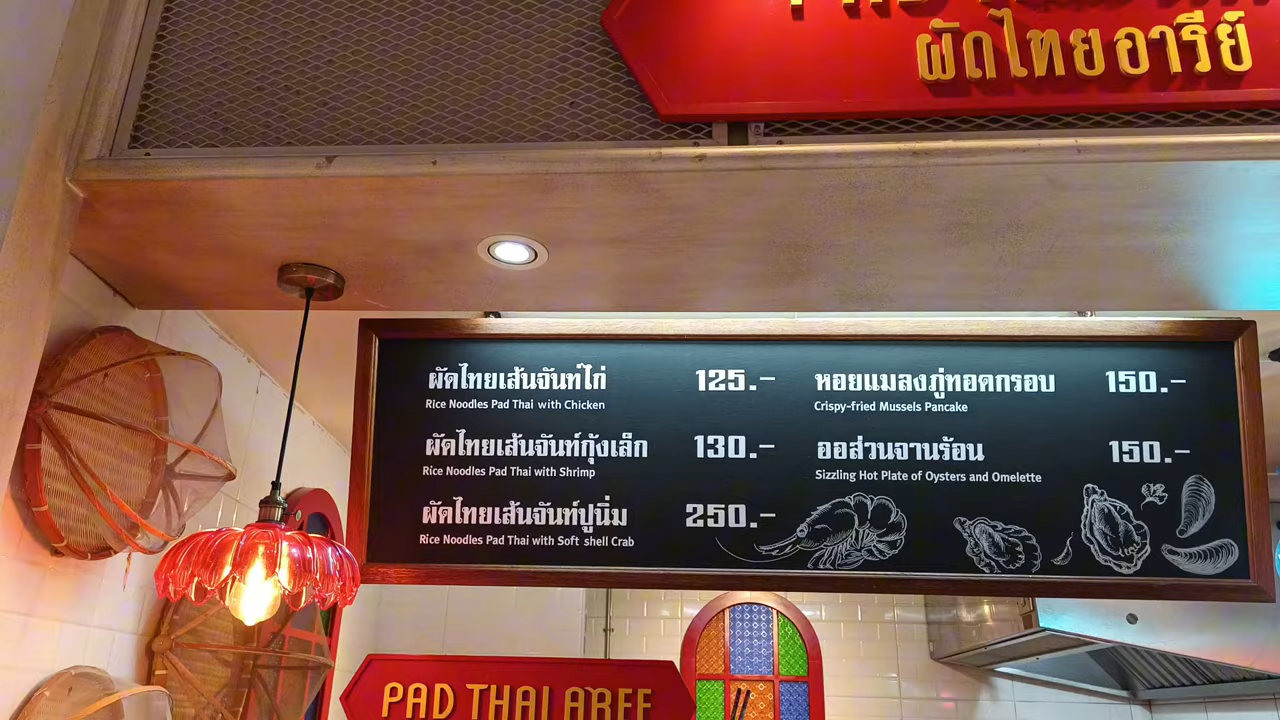 ผัดไทยอารีย์
ผัดไทยเส้นจันท์ไก่ 125.-
Rice Noodles Pad Thai with Chicken
ผัดไทยเส้นจันท์กุ้งเล็ก 130.-
Rice Noodles Pad Thai with Shrimp
ผัดไทยเส้นจันท์ปูนิ่ม 250.-
Rice Noodles Pad Thai with Soft shell Crab
หอยแมลงภู่ทอดกรอบ 150.-
Crispy-fried Mussels Pancake
ออส่วนจานร้อน 150.-
Sizzling Hot Plate of Oysters and Omelette
PAD THAI AREE